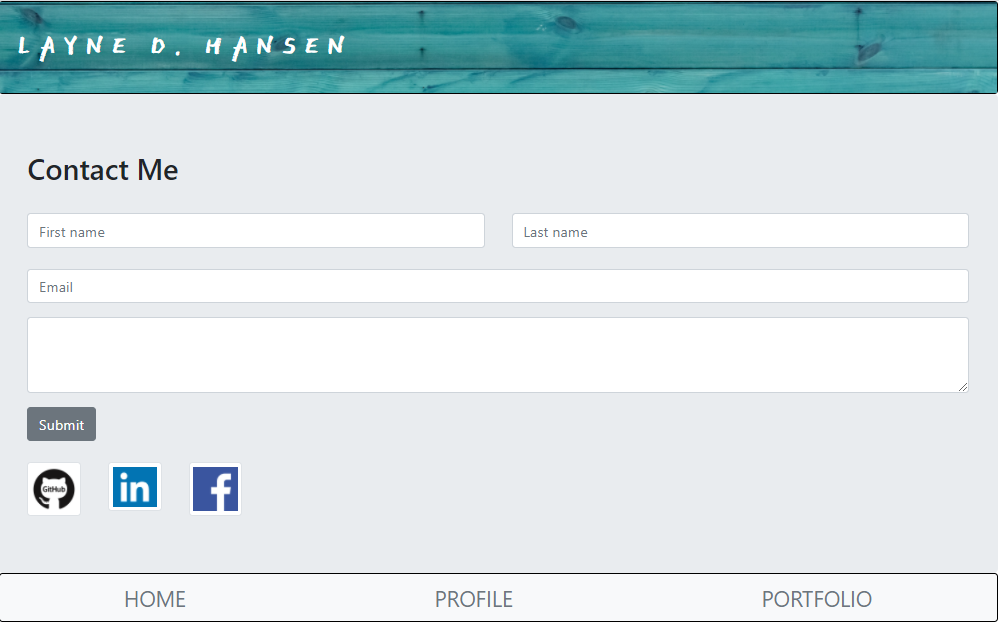 LAYNE D. HANSEN
Contact Me
First name Last name
Email
Submit
GitHub in f
HOME PROFILE PORTFOLIO